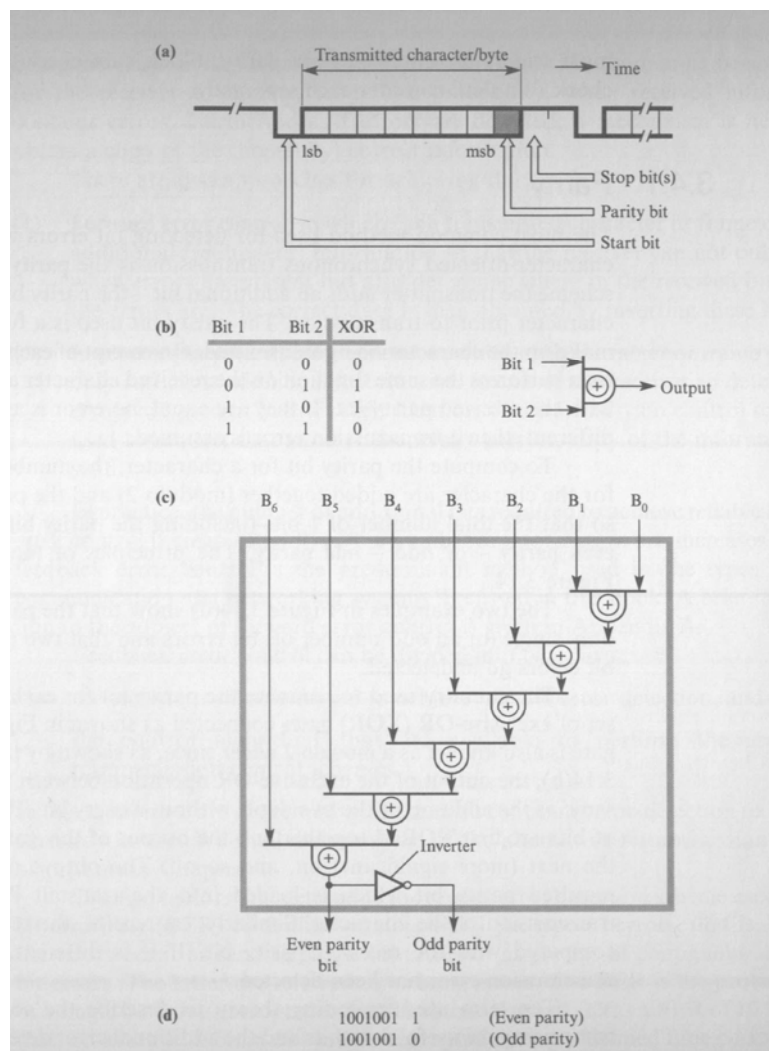 (a)
Transmitted character/byte
Time
lsb
msb
Stop bit(s)
Parity bit
Start bit
(b)
Bit 1 Bit 2 XOR
0 0 0
0 1 1
1 0 1
1 1 0
Bit 1
Output
Bit 2
(c)
B6 B5 B4 B3 B2 B1 B0
Inverter
Even parity bit
Odd parity bit
(d)
1001001 1 (Even parity)
1001001 0 (Odd parity)